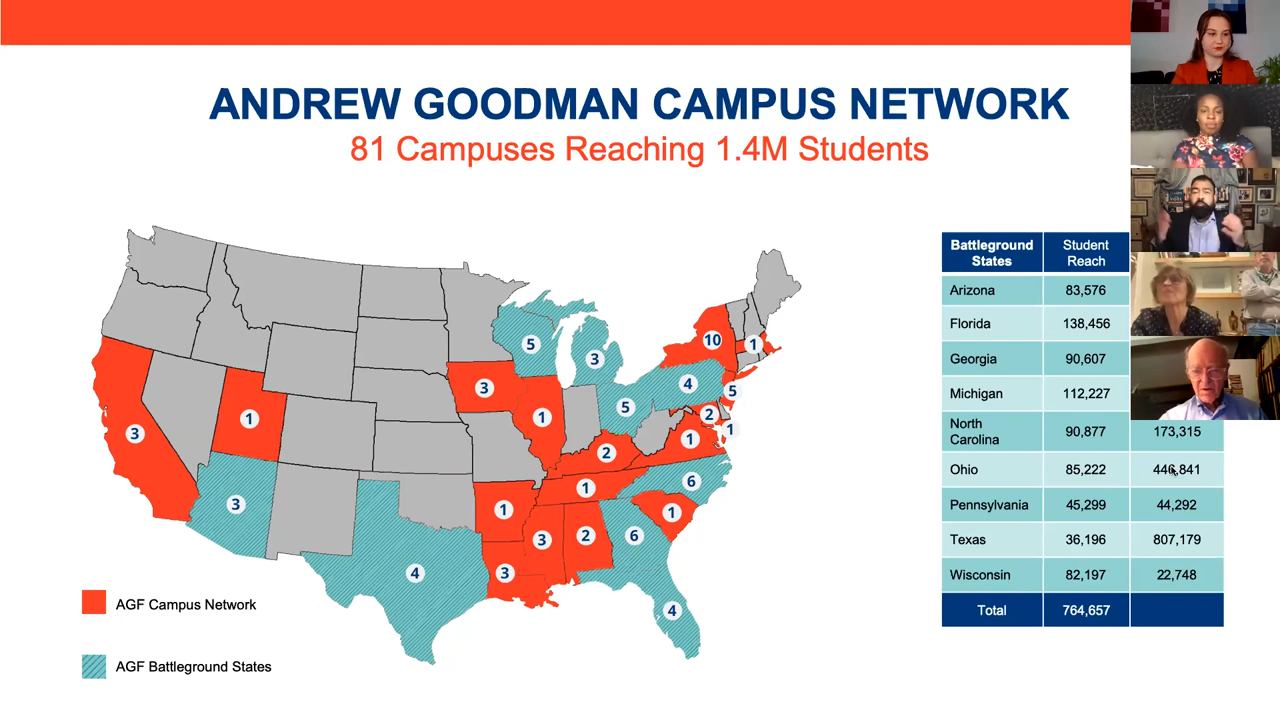 ANDREW GOODMAN CAMPUS NETWORK
81 Campuses Reaching 1.4M Students
10
1
5
3
3
1
5
4
5
2
1
1
3
1
2
6
1
3
1
1
1
3
2
6
4
3
4
AGF Campus Network
AGF Battleground States
Battleground States Student Reach
Arizona 83,576
Florida 138,456
Georgia 90,607
Michigan 112,227
North Carolina 90,877 173,315
Ohio 85,222 446,841
Pennsylvania 45,299 44,292
Texas 36,196 807,179
Wisconsin 82,197 22,748
Total 764,657